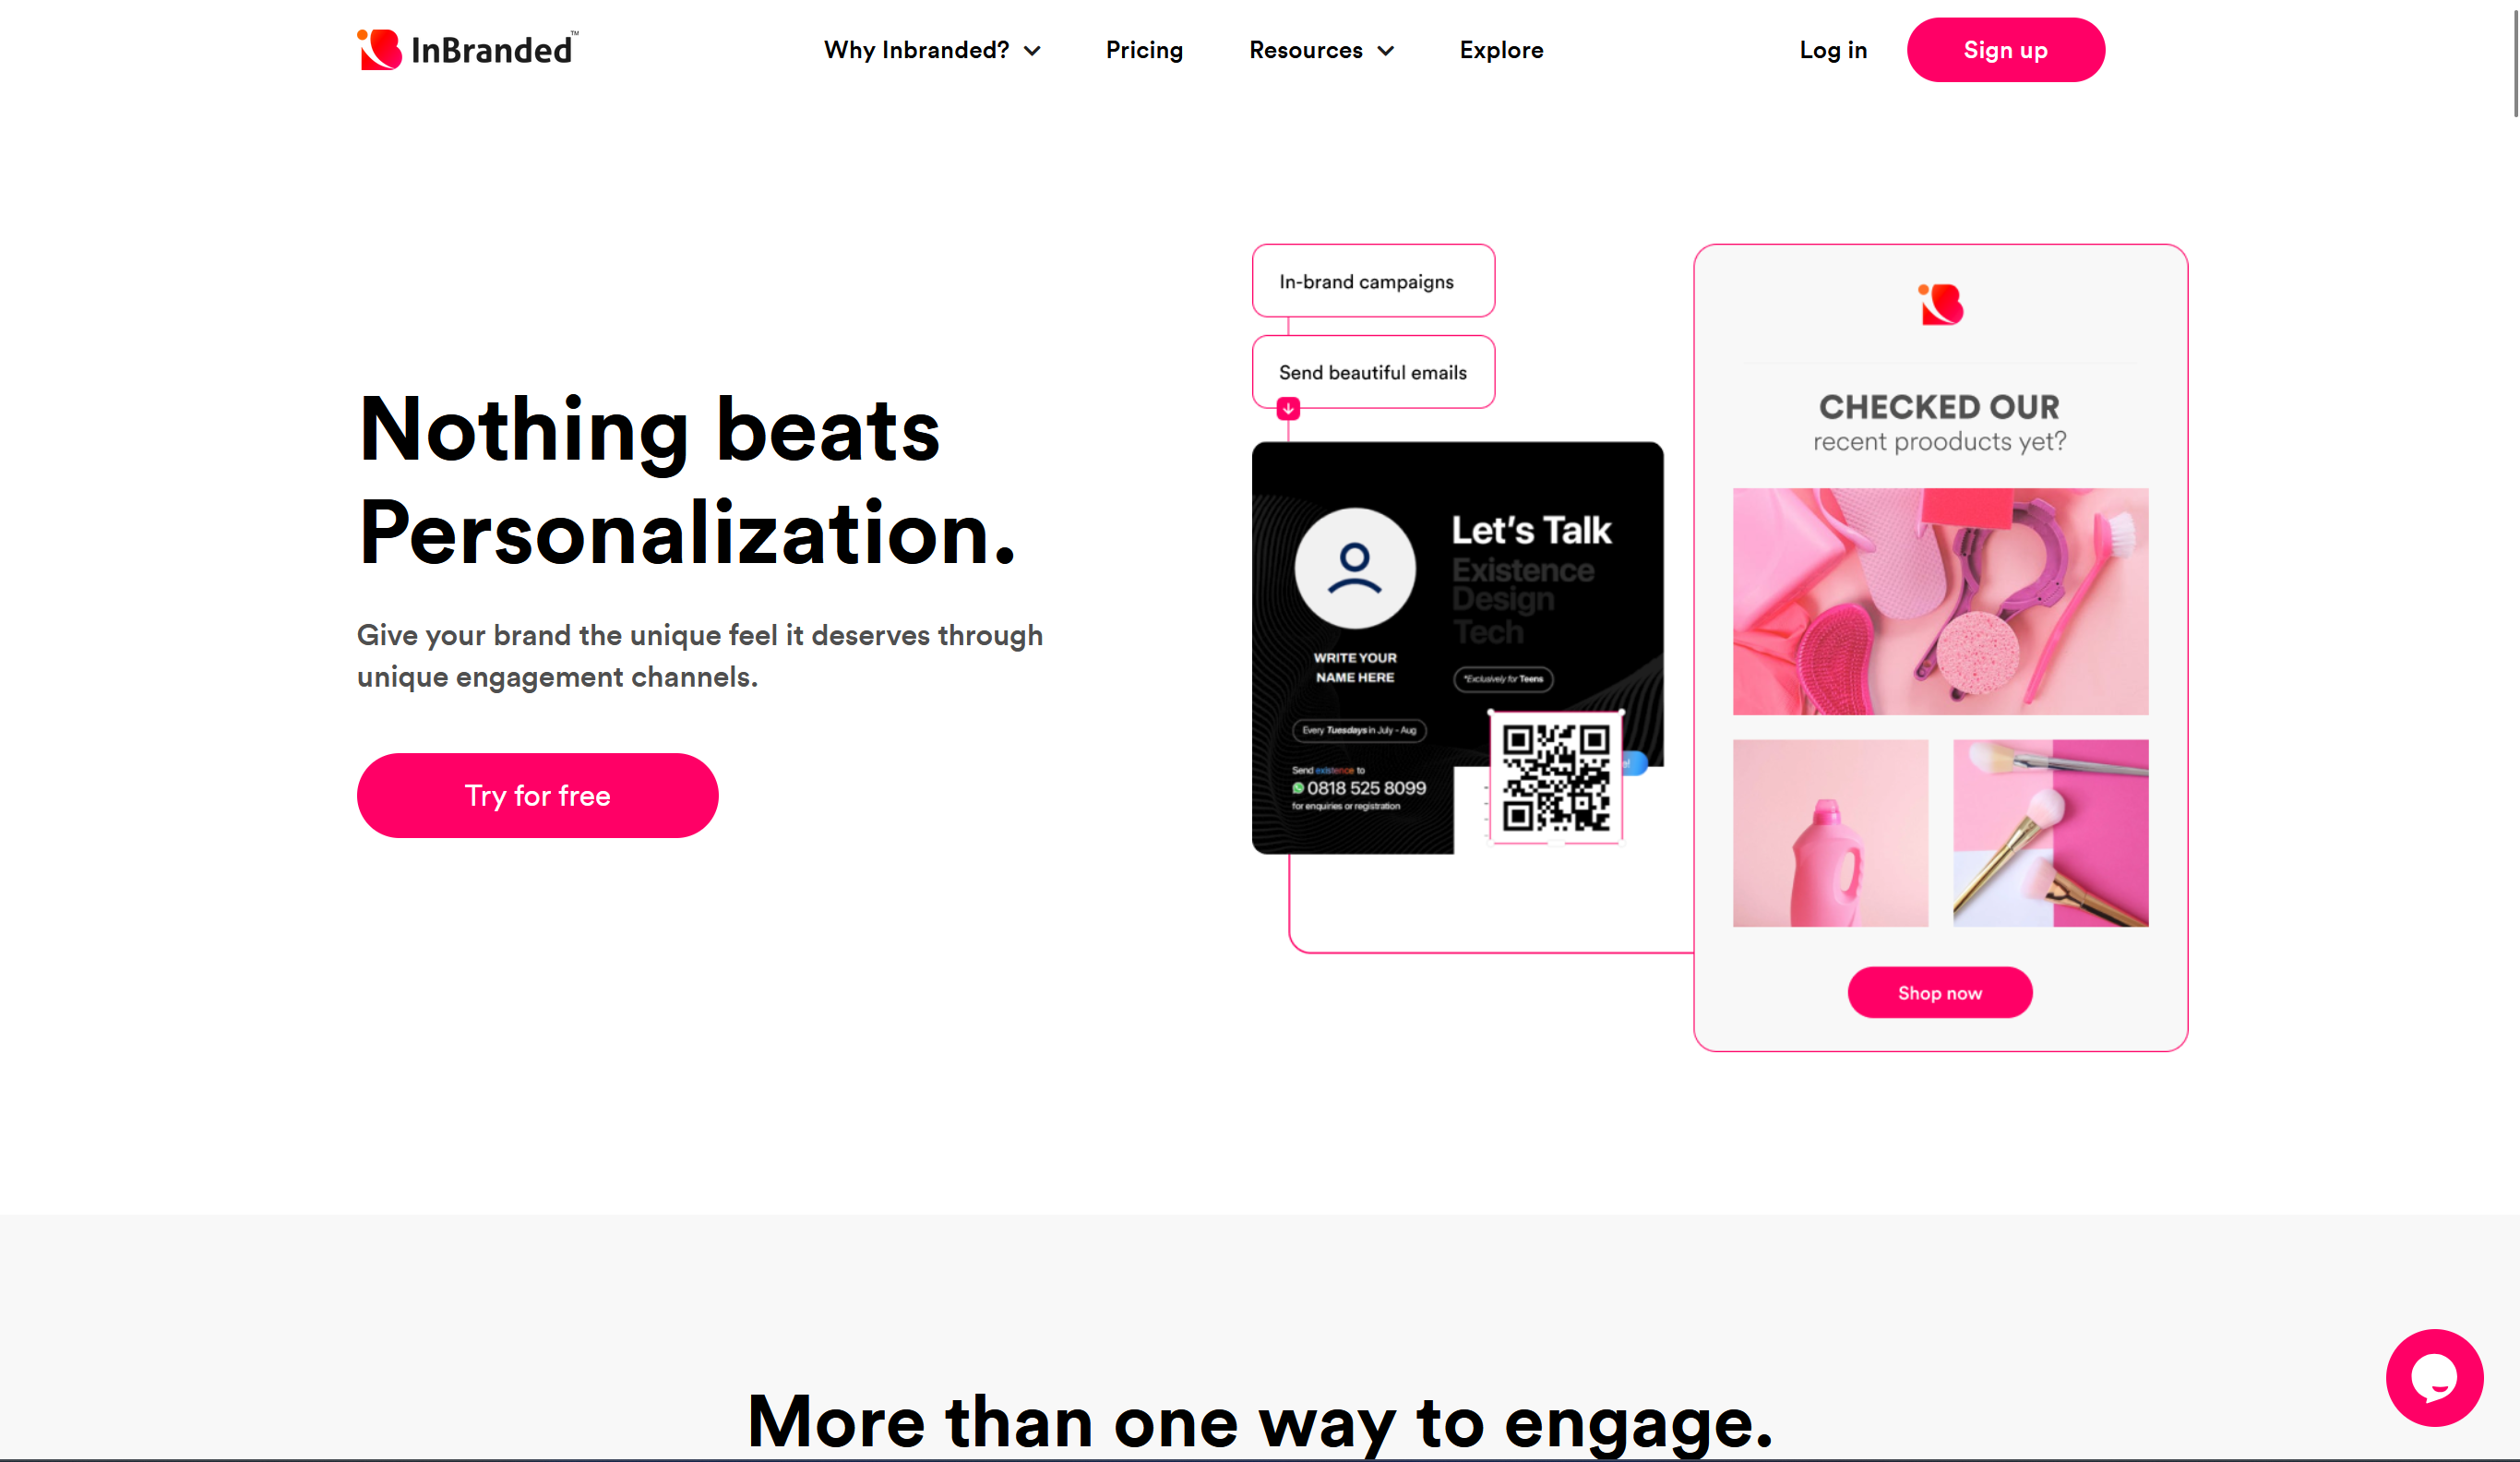 InBranded™
Why Inbranded?
Pricing
Resources
Explore
Log in
Sign up
Nothing beats
Personalization.
Give your brand the unique feel it deserves through
unique engagement channels.
Try for free
In-brand campaigns
Send beautiful emails
Let's Talk
Existence
Design
Tech
*Exclusively for Teens
WRITE YOUR
NAME HERE
Every Tuesdays in July - Aug
Send existence to
0818 525 8099
for enquiries or registration
CHECKED OUR
recent prooducts yet?
Shop now
More than one way to engage.